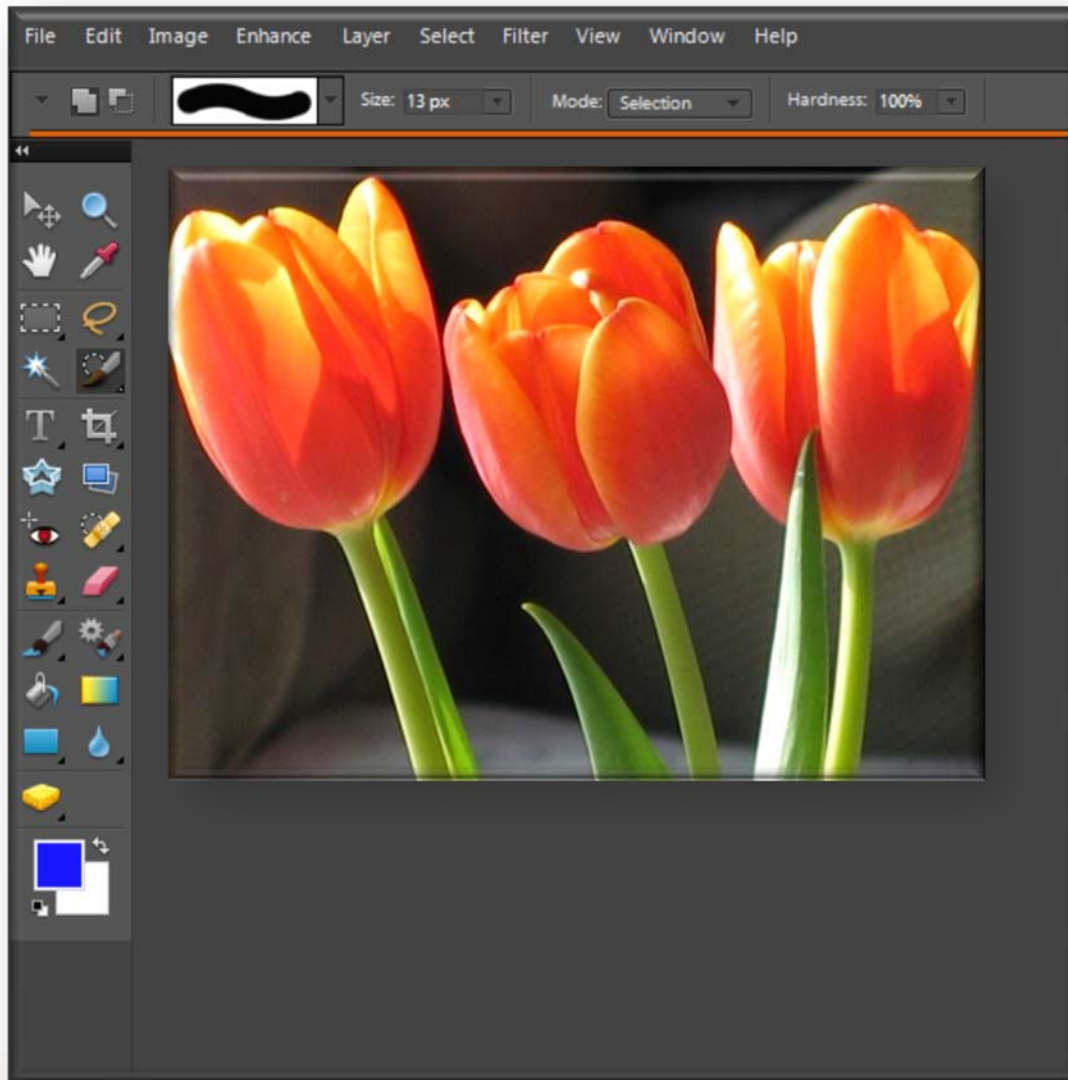 File Edit Image Enhance Layer Select Filter View Window Help
Size: 13 px Mode: Selection Hardness: 100%
T